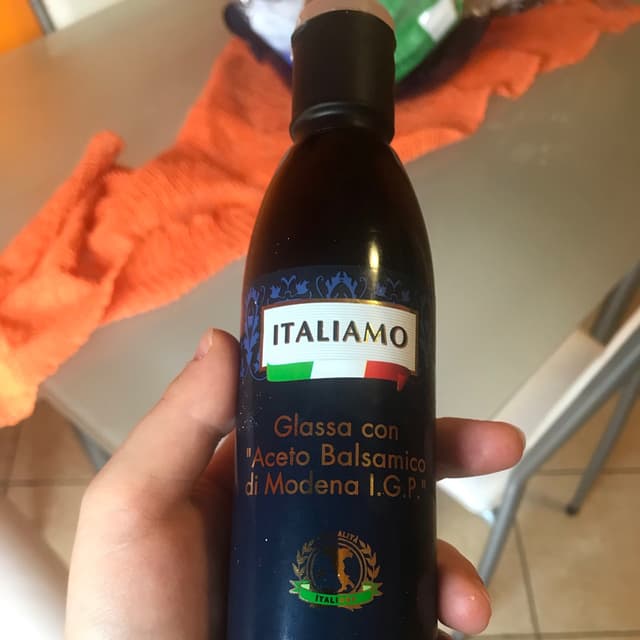 ITALIAMO
Glassa con
"Aceto Balsamico
di Modena I.G.P."